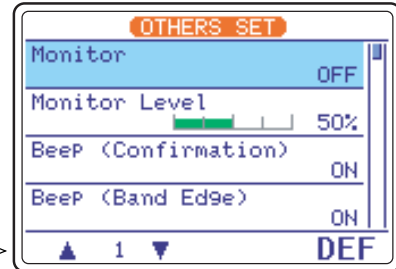 OTHERS SET
Monitor
OFF
Monitor Level
50%
Beep (Confirmation)
ON
Beep (Band Edge)
ON
▲ 1 ▼ DEF